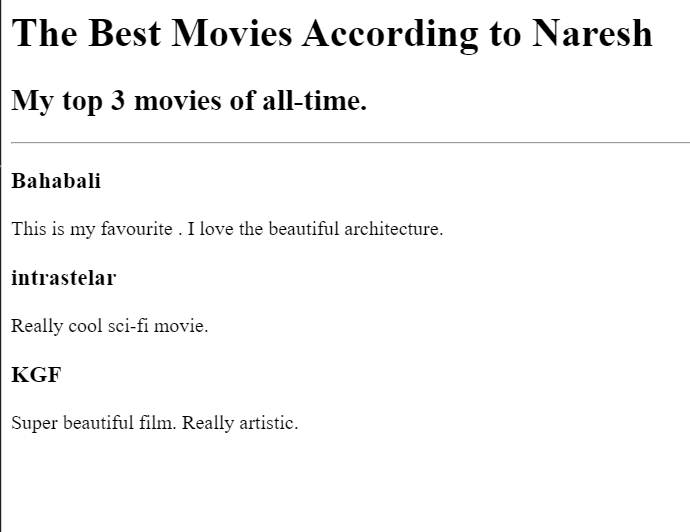 The Best Movies According to Naresh
My top 3 movies of all-time.
Bahabali
This is my favourite . I love the beautiful architecture.
intrastelar
Really cool sci-fi movie.
KGF
Super beautiful film. Really artistic.